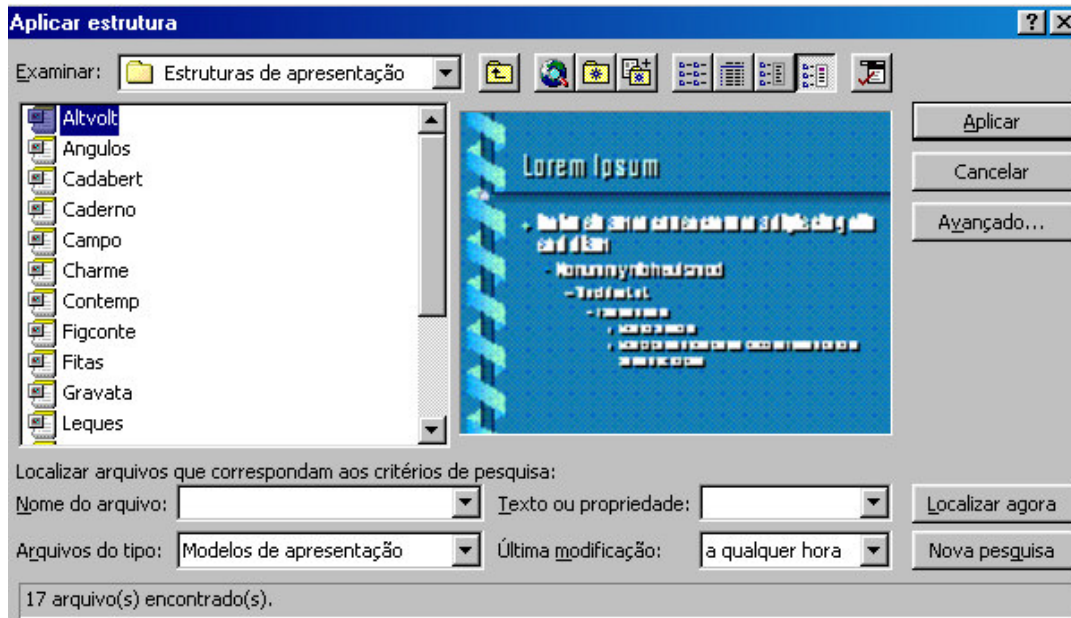 Aplicar estrutura
Examinar: Estruturas de apresentação
Altvolt
Angulos
Cadabert
Caderno
Campo
Charme
Contemp
Figconte
Fitas
Gravata
Leques
Lorem Ipsum
Aplicar
Cancelar
Avançado...
Localizar arquivos que correspondam aos critérios de pesquisa:
Nome do arquivo: Texto ou propriedade: Localizar agora
Arquivos do tipo: Modelos de apresentação Última modificação: a qualquer hora Nova pesquisa
17 arquivo(s) encontrado(s).